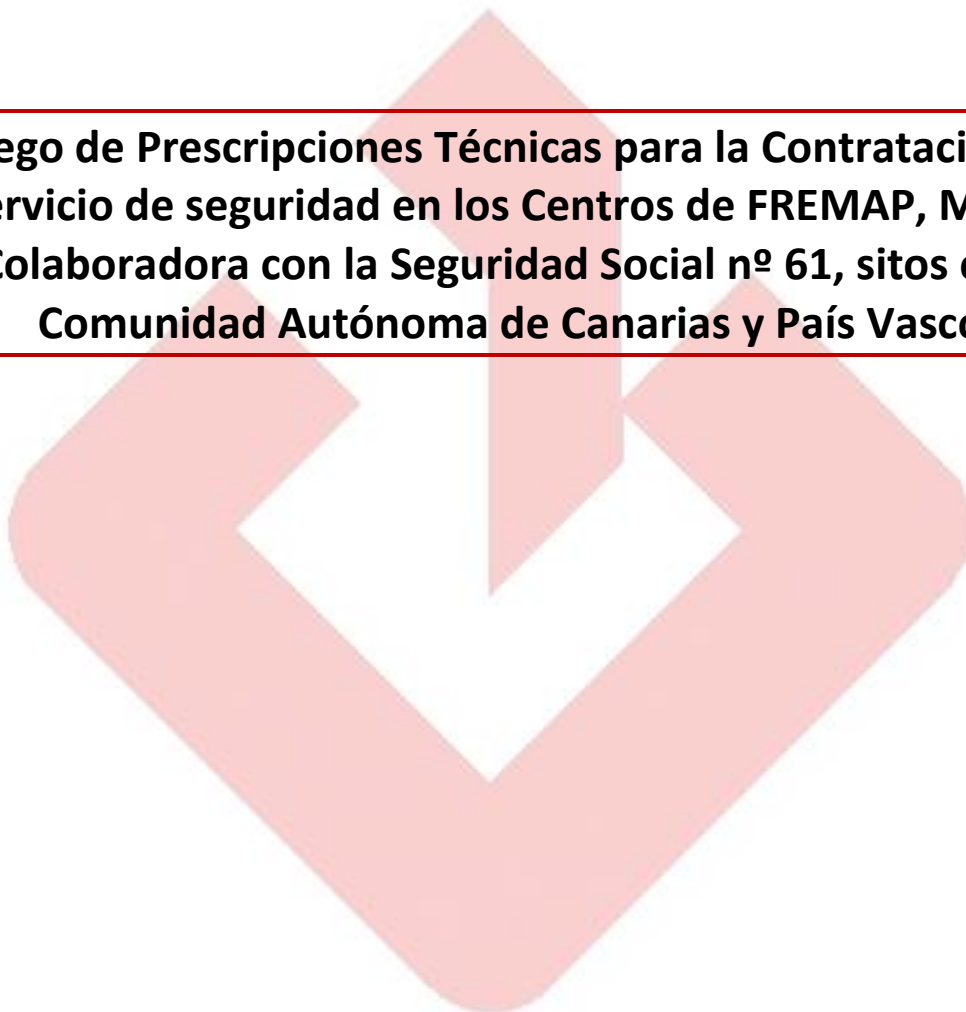 ego de Prescripciones Técnicas para la Contrataci
ervicio de seguridad en los Centros de FREMAP, M
Colaboradora con la Seguridad Social nº 61, sitos
Comunidad Autónoma de Canarias y País Vasco